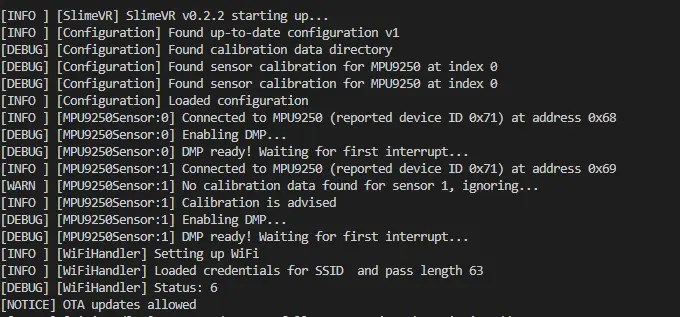 [INFO ] [SlimeVR] SlimeVR v0.2.2 starting up...
[INFO ] [Configuration] Found up-to-date configuration v1
[DEBUG] [Configuration] Found calibration data directory
[DEBUG] [Configuration] Found sensor calibration for MPU9250 at index 0
[DEBUG] [Configuration] Found sensor calibration for MPU9250 at index 0
[INFO ] [Configuration] Loaded configuration
[INFO ] [MPU9250Sensor:0] Connected to MPU9250 (reported device ID 0x71) at address 0x68
[DEBUG] [MPU9250Sensor:0] Enabling DMP...
[DEBUG] [MPU9250Sensor:0] DMP ready! Waiting for first interrupt...
[INFO ] [MPU9250Sensor:1] Connected to MPU9250 (reported device ID 0x71) at address 0x69
[WARN ] [MPU9250Sensor:1] No calibration data found for sensor 1, ignoring...
[INFO ] [MPU9250Sensor:1] Calibration is advised
[DEBUG] [MPU9250Sensor:1] Enabling DMP...
[DEBUG] [MPU9250Sensor:1] DMP ready! Waiting for first interrupt...
[INFO ] [WiFiHandler] Setting up WiFi
[INFO ] [WiFiHandler] Loaded credentials for SSID  and pass length 63
[DEBUG] [WiFiHandler] Status: 6
[NOTICE] OTA updates allowed